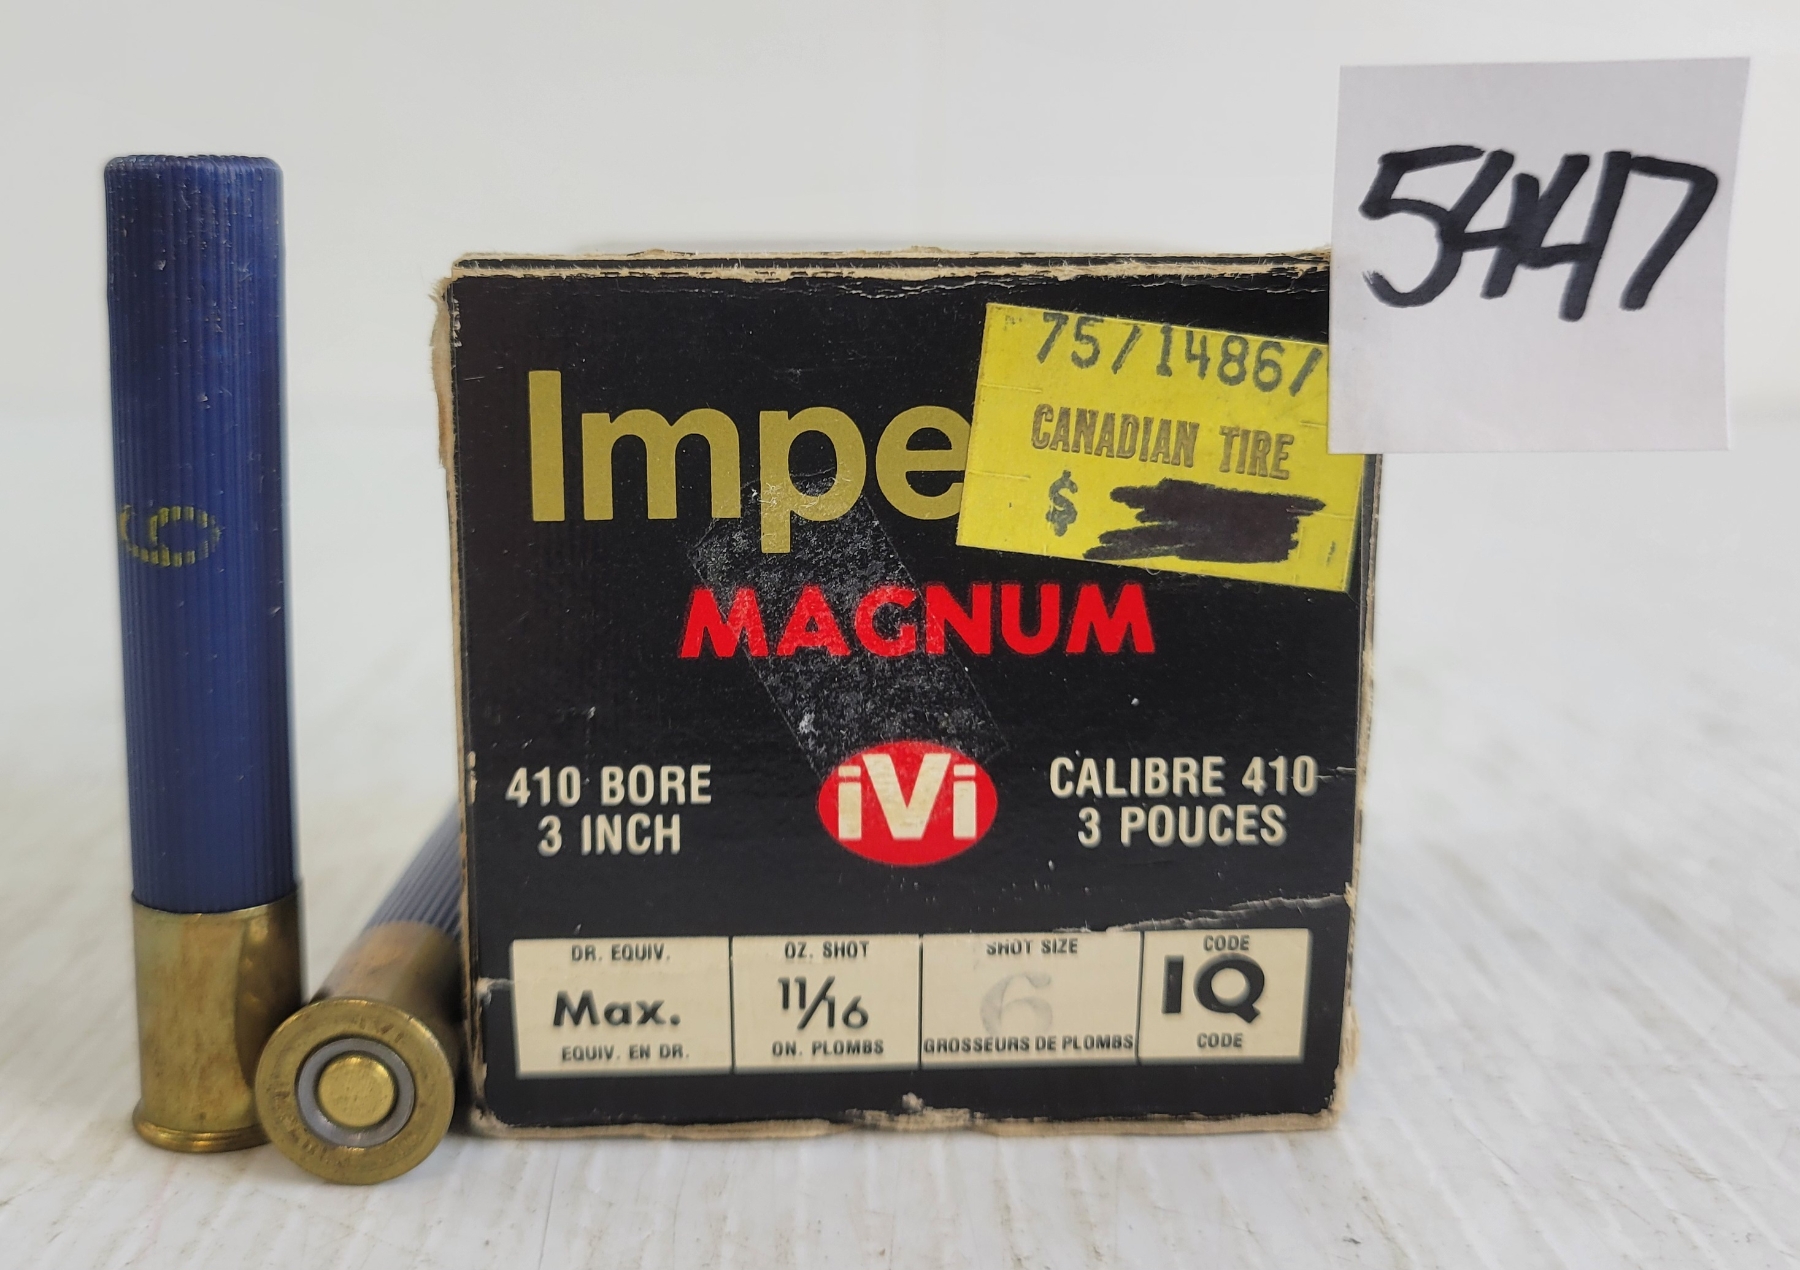 5447
75/1486/
CANADIAN TIRE
$
Impe
MAGNUM
410 BORE
3 INCH
iVi
CALIBRE 410
3 POUCES
DR. EQUIV.
Max.
EQUIV. EN DR.
OZ. SHOT
11/16
ON. PLOMBS
SHOT SIZE
6
GROSSEURS DE PLOMBS
CODE
IQ
CODE
6